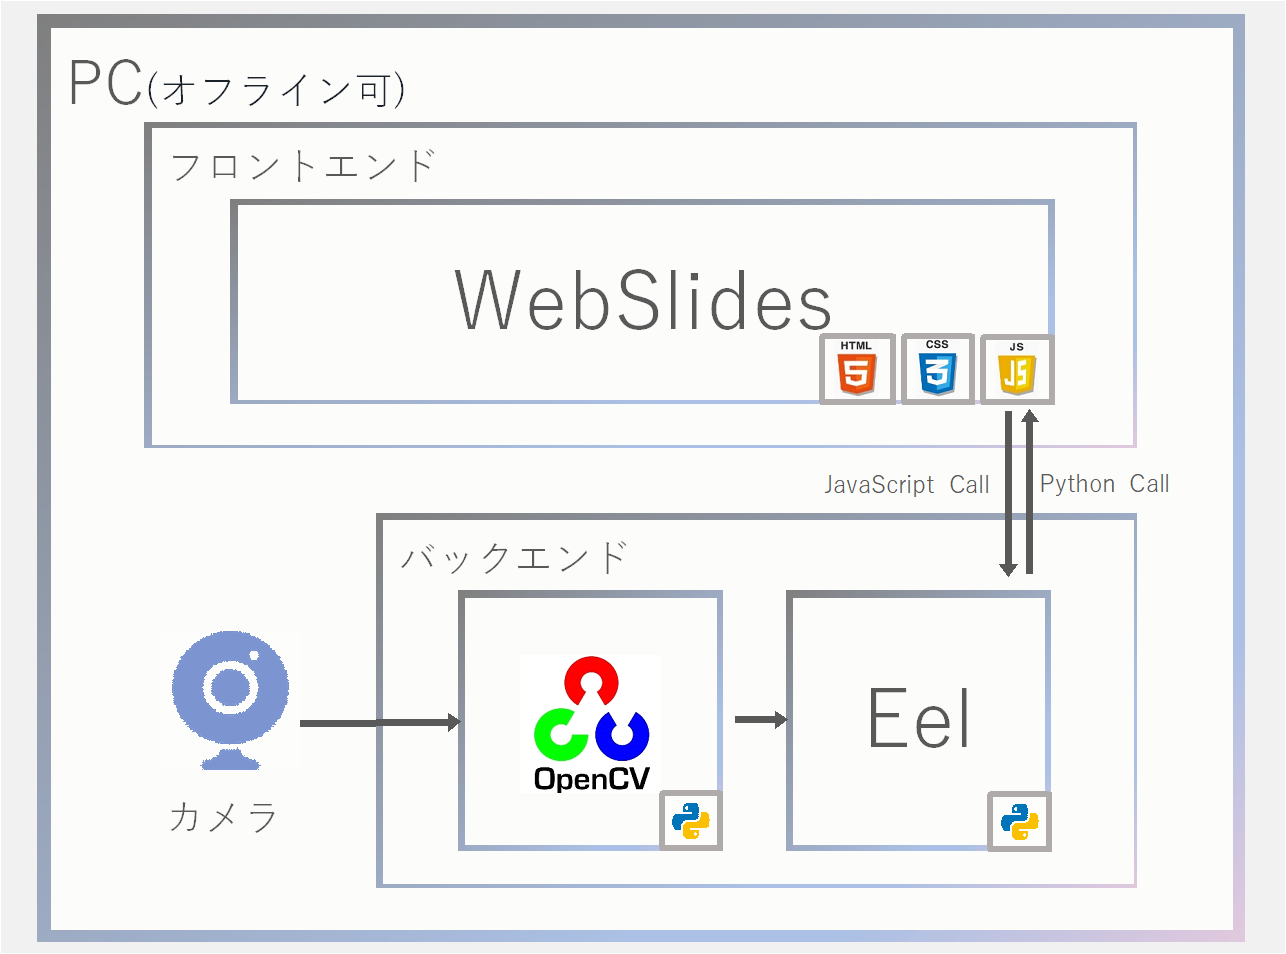 PC(オフライン可)
フロントエンド
WebSlides
HTML
5
CSS
3
JS
JS
JavaScript Call
Python Call
バックエンド
OpenCV
Eel
カメラ